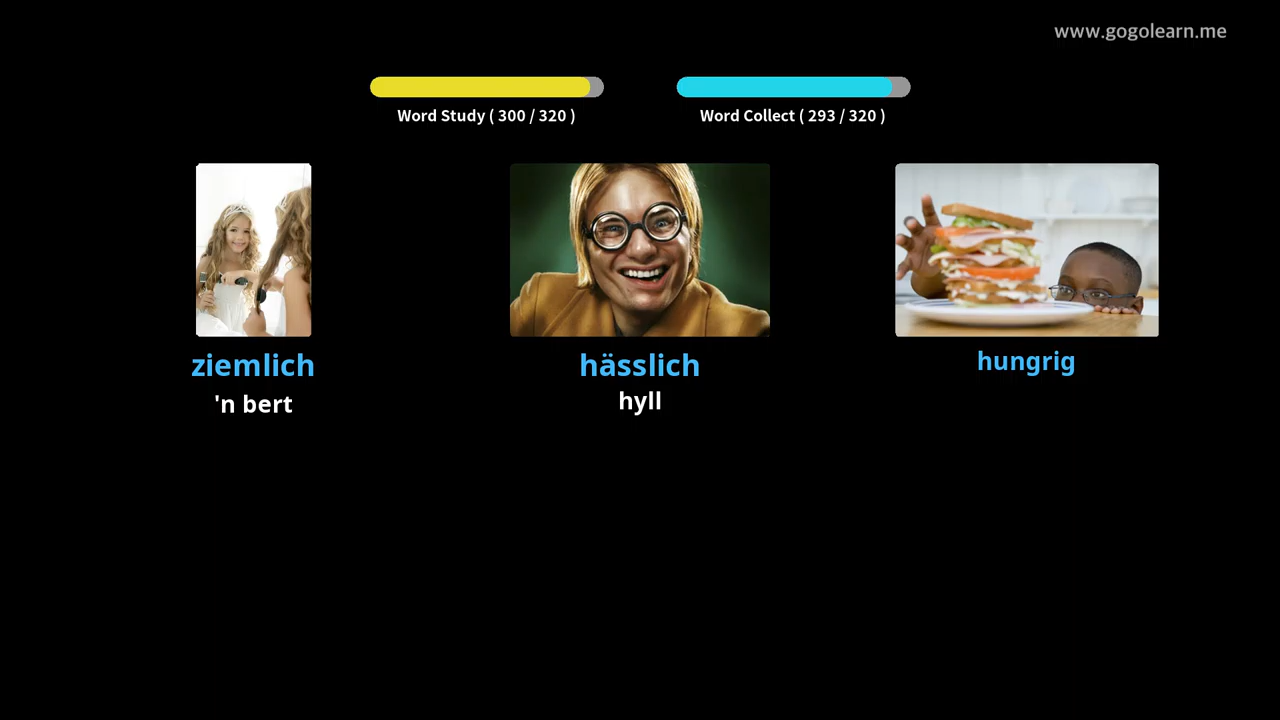 www.gogolearn.me
Word Study ( 300 / 320 )
Word Collect ( 293 / 320 )
ziemlich
hässlich
hungrig
'n bert
hyll